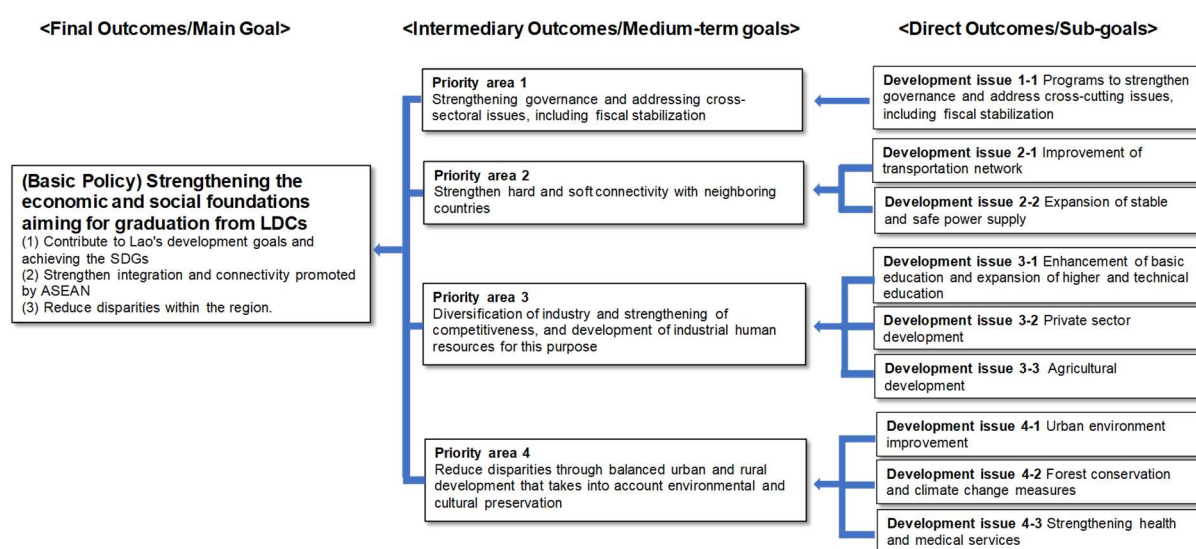 <Final Outcomes/Main Goal>
<Intermediary Outcomes/Medium-term goals>
<Direct Outcomes/Sub-goals>
(Basic Policy) Strengthening the
economic and social foundations
aiming for graduation from LDCs
(1) Contribute to Lao's development goals and
achieving the SDGs
(2) Strengthen integration and connectivity promoted
by ASEAN
(3) Reduce disparities within the region.
Priority area 1
Strengthening governance and addressing cross-
sectoral issues, including fiscal stabilization
Priority area 2
Strengthen hard and soft connectivity with neighboring
countries
Priority area 3
Diversification of industry and strengthening of
competitiveness, and development of industrial human
resources for this purpose
Priority area 4
Reduce disparities through balanced urban and rural
development that takes into account environmental and
cultural preservation
Development issue 1-1 Programs to strengthen
governance and address cross-cutting issues,
including fiscal stabilization
Development issue 2-1 Improvement of
transportation network
Development issue 2-2 Expansion of stable
and safe power supply
Development issue 3-1 Enhancement of basic
education and expansion of higher and technical
education
Development issue 3-2 Private sector
development
Development issue 3-3 Agricultural
development
Development issue 4-1 Urban environment
improvement
Development issue 4-2 Forest conservation
and climate change measures
Development issue 4-3 Strengthening health
and medical services